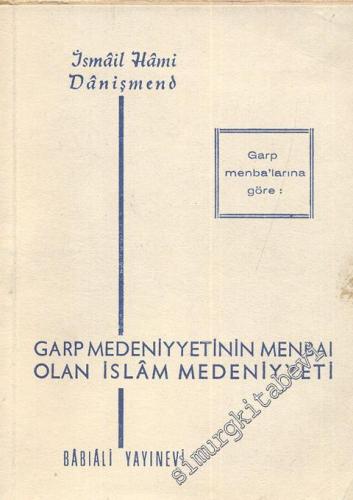 İsmâil Hâmi
Dânişmend
Garp
menba'larına
göre :
GARP MEDENİYYETİNİN MENBAI
OLAN İSLÂM MEDENİYYETİ
BÂBIÂLİ YAYINEVİ
simurgkitabevi.com